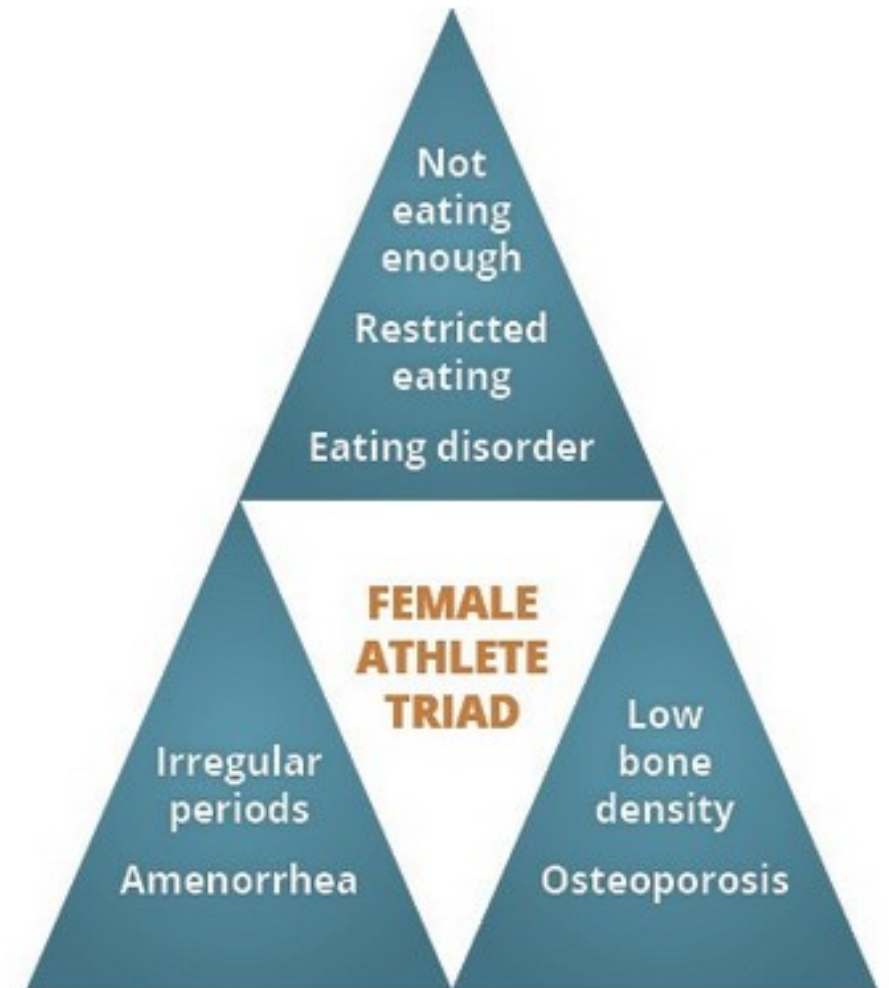 Not
eating
enough
Restricted
eating
Eating disorder
FEMALE
ATHLETE
TRIAD
Irregular
periods
Amenorrhea
Low
bone
density
Osteoporosis